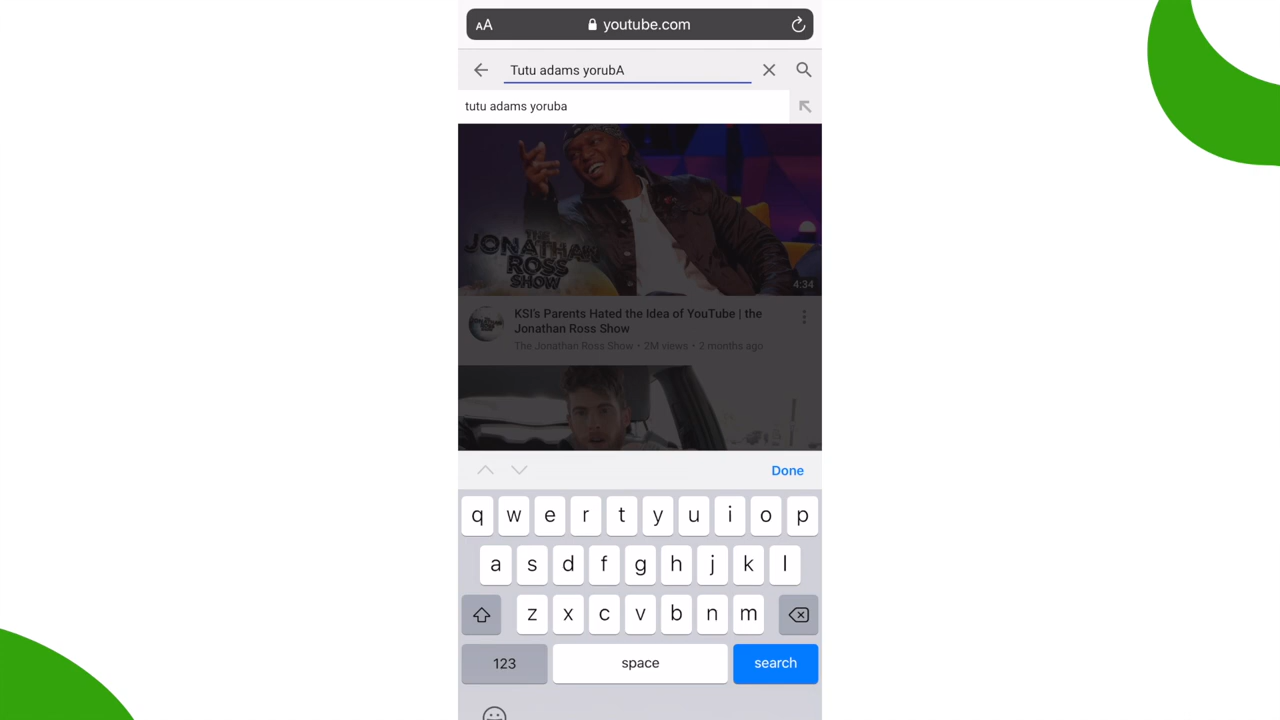 AA youtube.com
Tutu adams yorubA
tutu adams yoruba
THE
JONATHAN
ROSS
SHOW
4:34
KSI's Parents Hated the Idea of YouTube | the
Jonathan Ross Show
The Jonathan Ross Show • 2M views • 2 months ago
Done
q w e r t y u i o p
a s d f g h j k l
z x c v b n m
123 space search